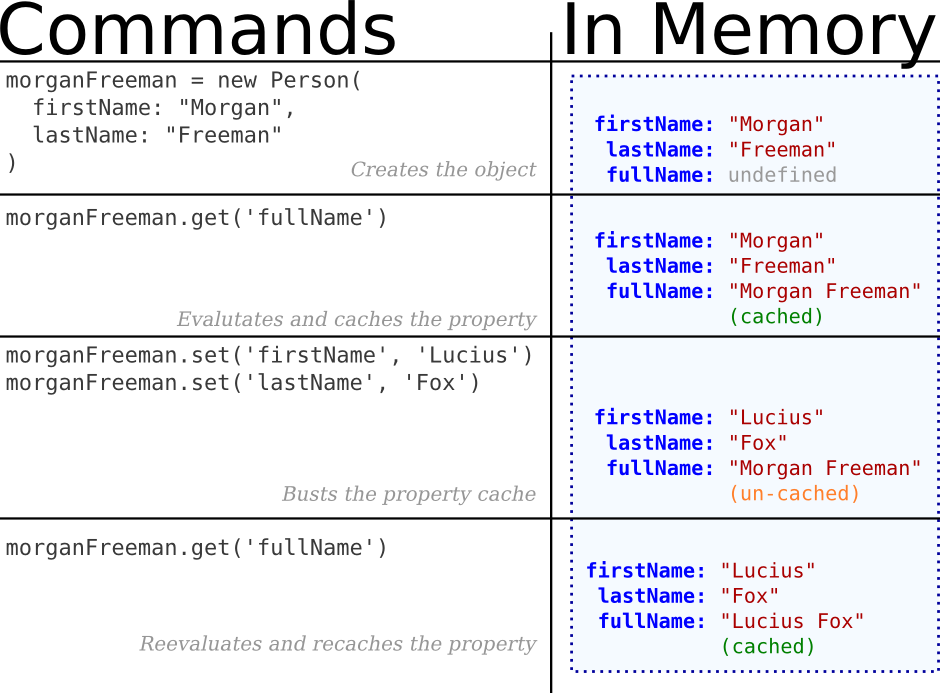 Commands
In Memory
morganFreeman = new Person(
  firstName: "Morgan",
  lastName: "Freeman"
)
Creates the object
firstName: "Morgan"
lastName: "Freeman"
fullName: undefined
morganFreeman.get('fullName')
Evalutates and caches the property
firstName: "Morgan"
lastName: "Freeman"
fullName: "Morgan Freeman"
(cached)
morganFreeman.set('firstName', 'Lucius')
morganFreeman.set('lastName', 'Fox')
Busts the property cache
firstName: "Lucius"
lastName: "Fox"
fullName: "Morgan Freeman"
(un-cached)
morganFreeman.get('fullName')
Reevaluates and recaches the property
firstName: "Lucius"
lastName: "Fox"
fullName: "Lucius Fox"
(cached)